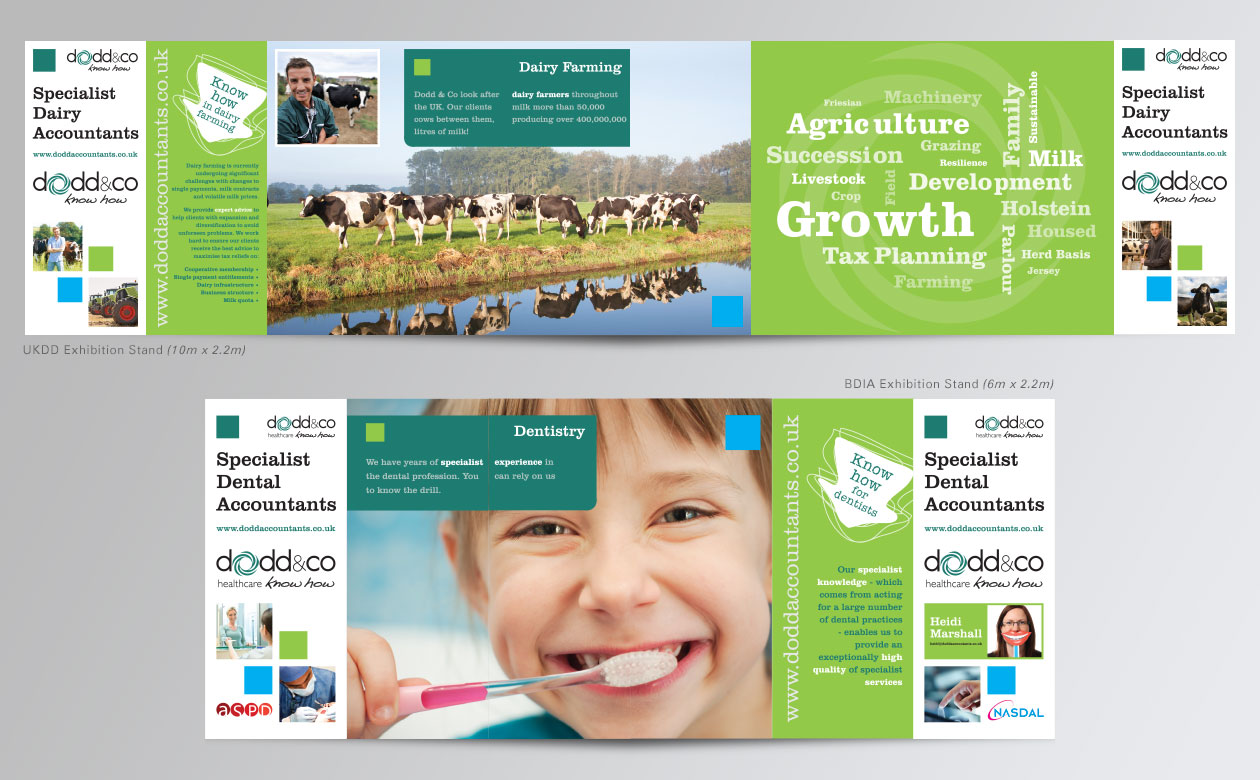 dodd&co
know how
Specialist
Dairy
Accountants
www.doddaccountants.co.uk
dodd&co
know how
www.doddaccountants.co.uk
Know
how
in dairy
farming
Dairy farming is currently
undergoing significant
challenges with changes to
single payments, milk contracts
and volatile milk prices.
We provide expert advice to
help clients with expansion and
diversification to avoid
unforseen problems. We work
hard to ensure our clients
receive the best advice to
maximise tax reliefs on:
Cooperative membership •
Single payment entitlements •
Dairy infrastructure •
Business structure •
Milk quota •
Dairy Farming
Dodd & Co look after
the UK. Our clients
cows between them,
litres of milk!
dairy farmers throughout
milk more than 50,000
producing over 400,000,000
Friesian
Machinery
Family
Sustainable
Agriculture
Grazing
Succession
Resilience
Milk
Livestock
Field
Development
Crop
Growth
Holstein
Parlour
Housed
Tax Planning
Herd Basis
Jersey
Farming
dodd&co
know how
Specialist
Dairy
Accountants
www.doddaccountants.co.uk
dodd&co
know how
UKDD Exhibition Stand (10m x 2.2m)
BDIA Exhibition Stand (6m x 2.2m)
dodd&co
healthcare know how
Specialist
Dental
Accountants
www.doddaccountants.co.uk
dodd&co
healthcare know how
aSPD
Dentistry
We have years of specialist
the dental profession. You
to know the drill.
experience in
can rely on us
www.doddaccountants.co.uk
Know
how
for
dentists
Our specialist
knowledge - which
comes from acting
for a large number
of dental practices
- enables us to
provide an
exceptionally high
quality of specialist
services
dodd&co
healthcare know how
Specialist
Dental
Accountants
www.doddaccountants.co.uk
dodd&co
healthcare know how
Heidi
Marshall
NASDAL